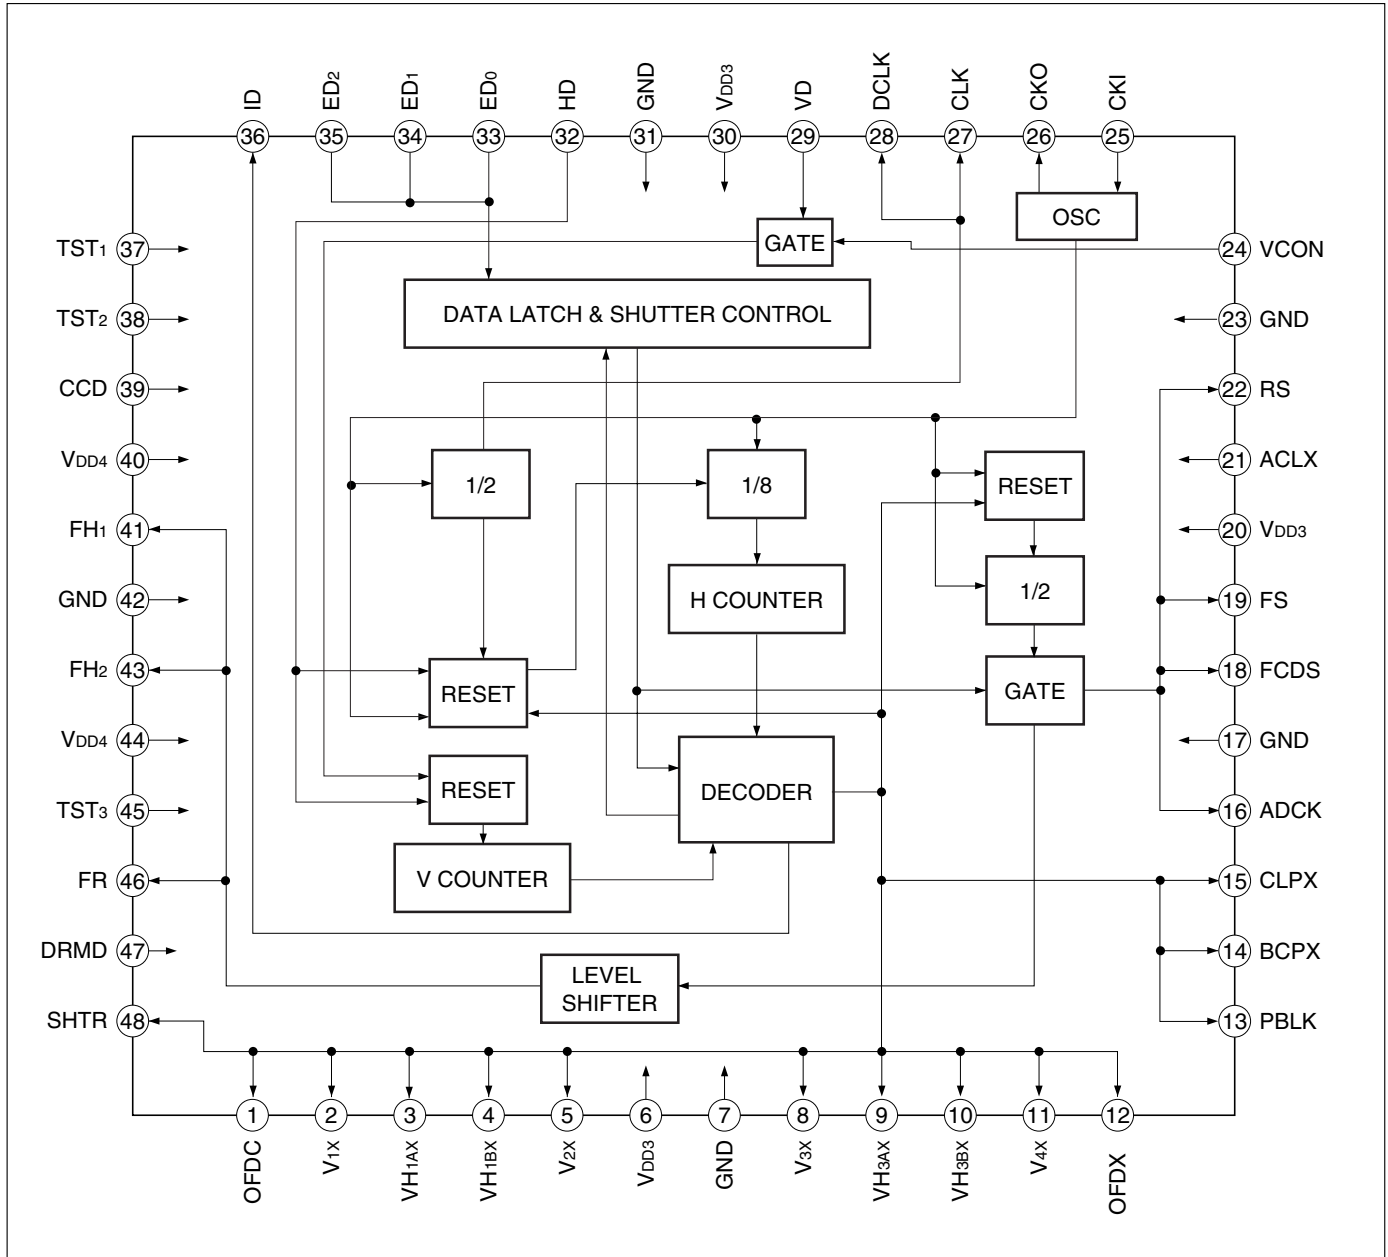 ID
ED2
ED1
ED0
HD
GND
VDD3
VD
DCLK
CLK
CKO
CKI
36
35
34
33
32
31
30
29
28
27
26
25
OSC
GATE
TST1 37
24 VCON
DATA LATCH & SHUTTER CONTROL
TST2 38
23 GND
CCD 39
22 RS
VDD4 40
1/2
1/8
RESET
21 ACLX
FH1 41
20 VDD3
GND 42
H COUNTER
1/2
19 FS
FH2 43
RESET
GATE
18 FCDS
VDD4 44
17 GND
RESET
DECODER
TST3 45
16 ADCK
FR 46
V COUNTER
15 CLPX
DRMD 47
14 BCPX
LEVEL
SHIFTER
SHTR 48
13 PBLK
1
2
3
4
5
6
7
8
9
10
11
12
OFDC
V1X
VH1AX
VH1BX
V2X
VDD3
GND
V3X
VH3AX
VH3BX
V4X
OFDX